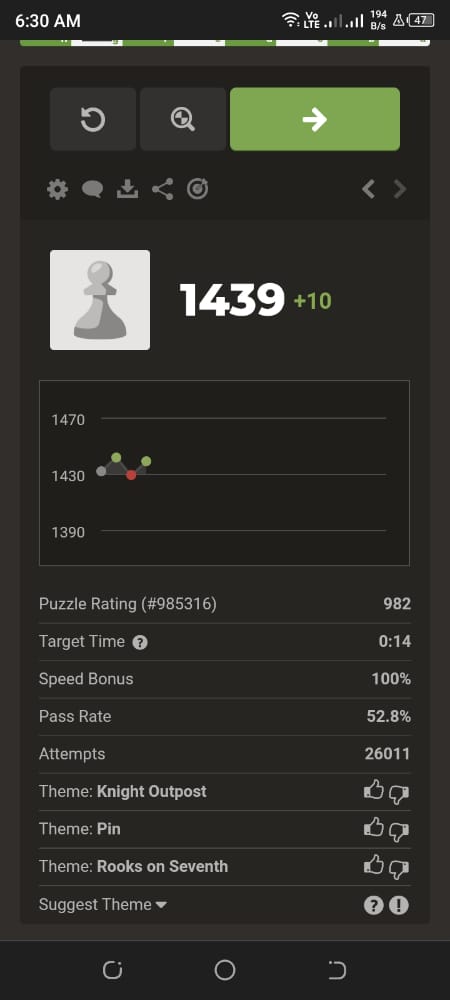 6:30 AM
Vo LTE 194 B/s 47
1439 +10
1470
1430
1390
Puzzle Rating (#985316) 982
Target Time ? 0:14
Speed Bonus 100%
Pass Rate 52.8%
Attempts 26011
Theme: Knight Outpost
Theme: Pin
Theme: Rooks on Seventh
Suggest Theme ? !